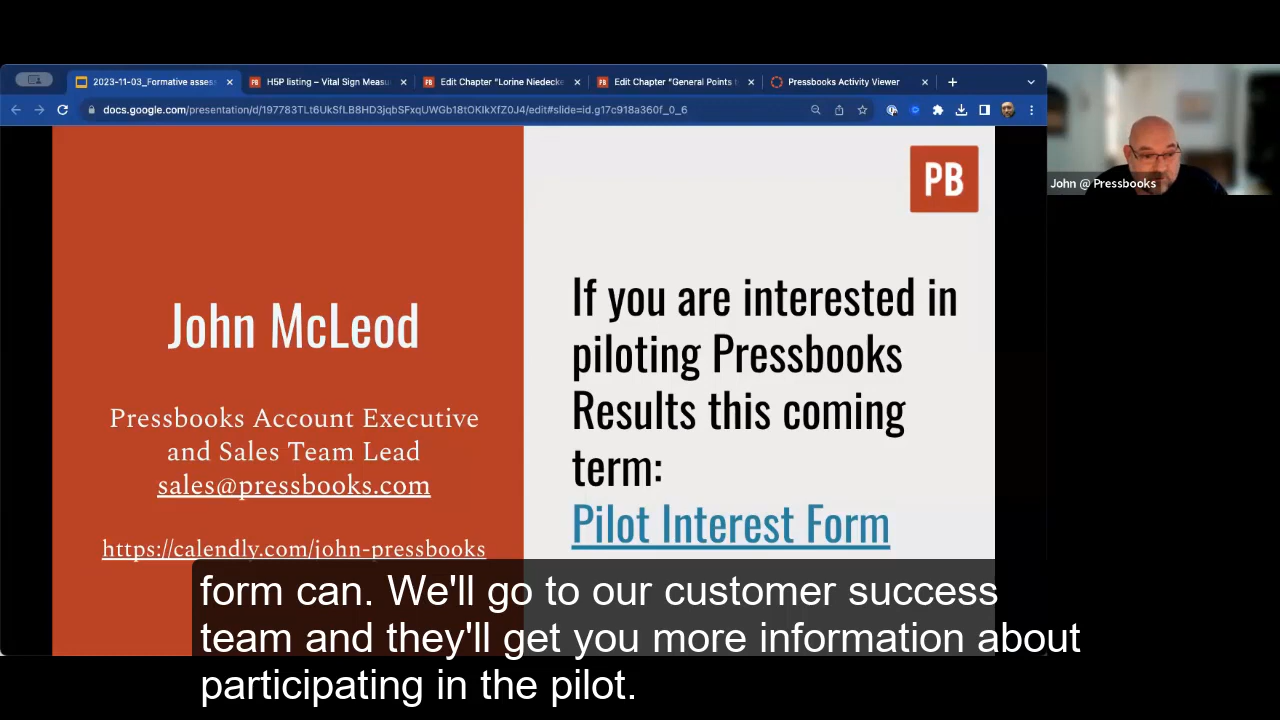 2023-11-03_Formative assess
H5P listing – Vital Sign Measu
Edit Chapter "Lorine Niedecke
Edit Chapter "General Points t
Pressbooks Activity Viewer
docs.google.com/presentation/d/197783TLt6UkSfLB8HD3jqbSFxqUWGb18tOKIkXfZ0J4/edit#slide=id.g17c918a360f_0_6
PB
John @ Pressbooks
John McLeod
Pressbooks Account Executive
and Sales Team Lead
sales@pressbooks.com
https://calendly.com/john-pressbooks
If you are interested in
piloting Pressbooks
Results this coming
term:
Pilot Interest Form
form can. We'll go to our customer success
team and they'll get you more information about
participating in the pilot.